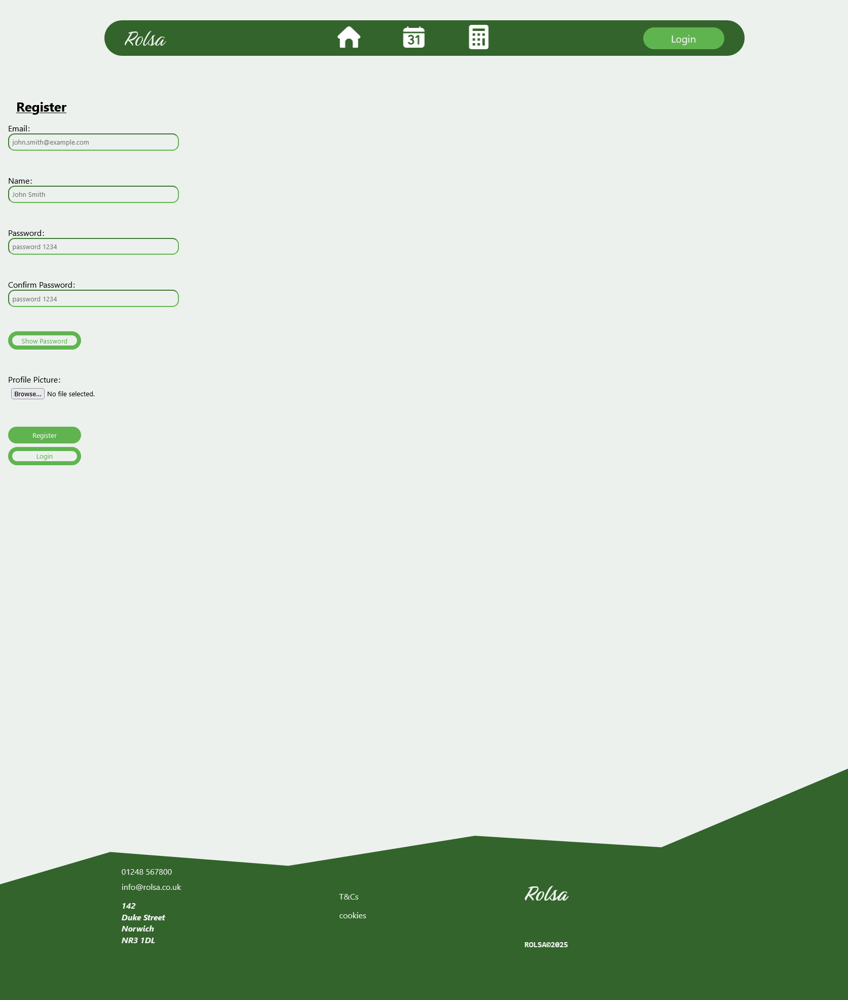 Rolsa
31
Login
Register
Email:
john.smith@example.com
Name:
John Smith
Password:
password 1234
Confirm Password:
password 1234
Show Password
Profile Picture:
Browse... No file selected.
Register
Login
01248 567800
info@rolsa.co.uk
142
Duke Street
Norwich
NR3 1DL
T&Cs
cookies
Rolsa
ROLSA©2025